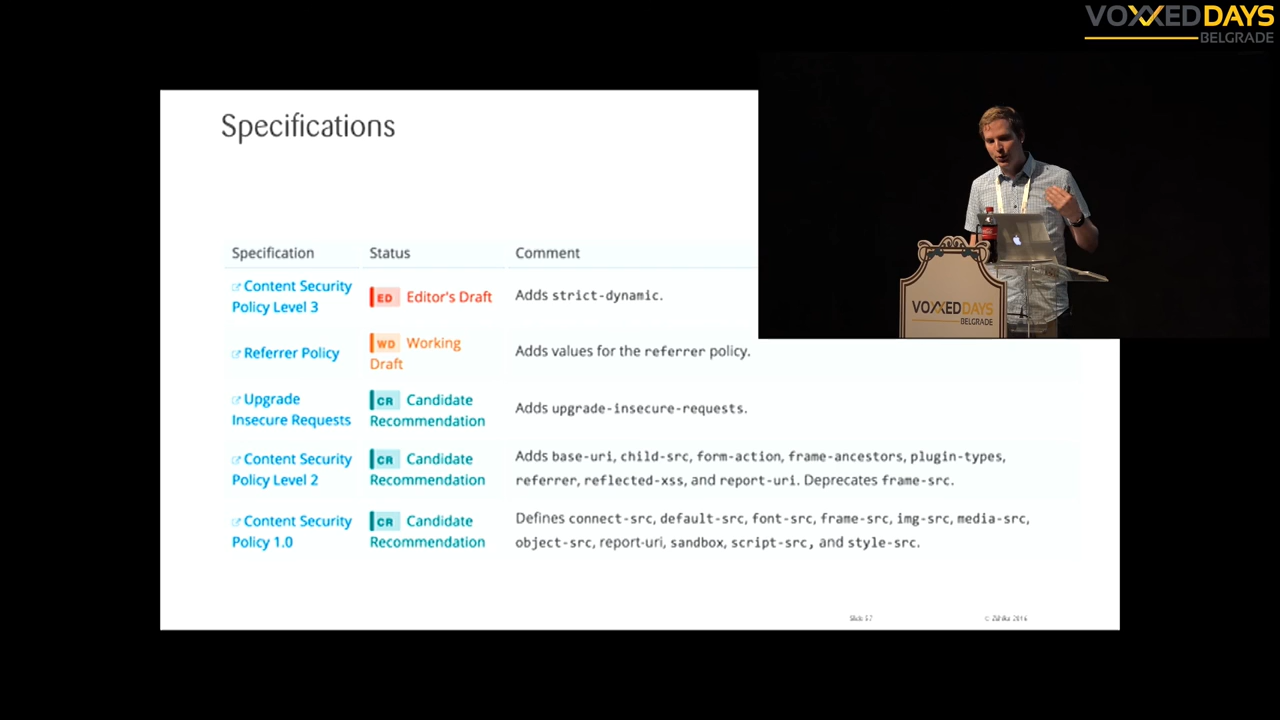 VOXXEDDAYS
BELGRADE
Specifications
Specification Status Comment
Content Security
Policy Level 3
ED Editor's Draft
Adds strict-dynamic.
Referrer Policy
WD Working
Draft
Adds values for the referrer policy.
Upgrade
Insecure Requests
CR Candidate
Recommendation
Adds upgrade-insecure-requests.
Content Security
Policy Level 2
CR Candidate
Recommendation
Adds base-uri, child-src, form-action, frame-ancestors, plugin-types,
referrer, reflected-xss, and report-uri. Deprecates frame-src.
Content Security
Policy 1.0
CR Candidate
Recommendation
Defines connect-src, default-src, font-src, frame-src, img-src, media-src,
object-src, report-uri, sandbox, script-src, and style-src.
Slide 57
© Zühlke 2016
VOXXEDDAYS
BELGRADE